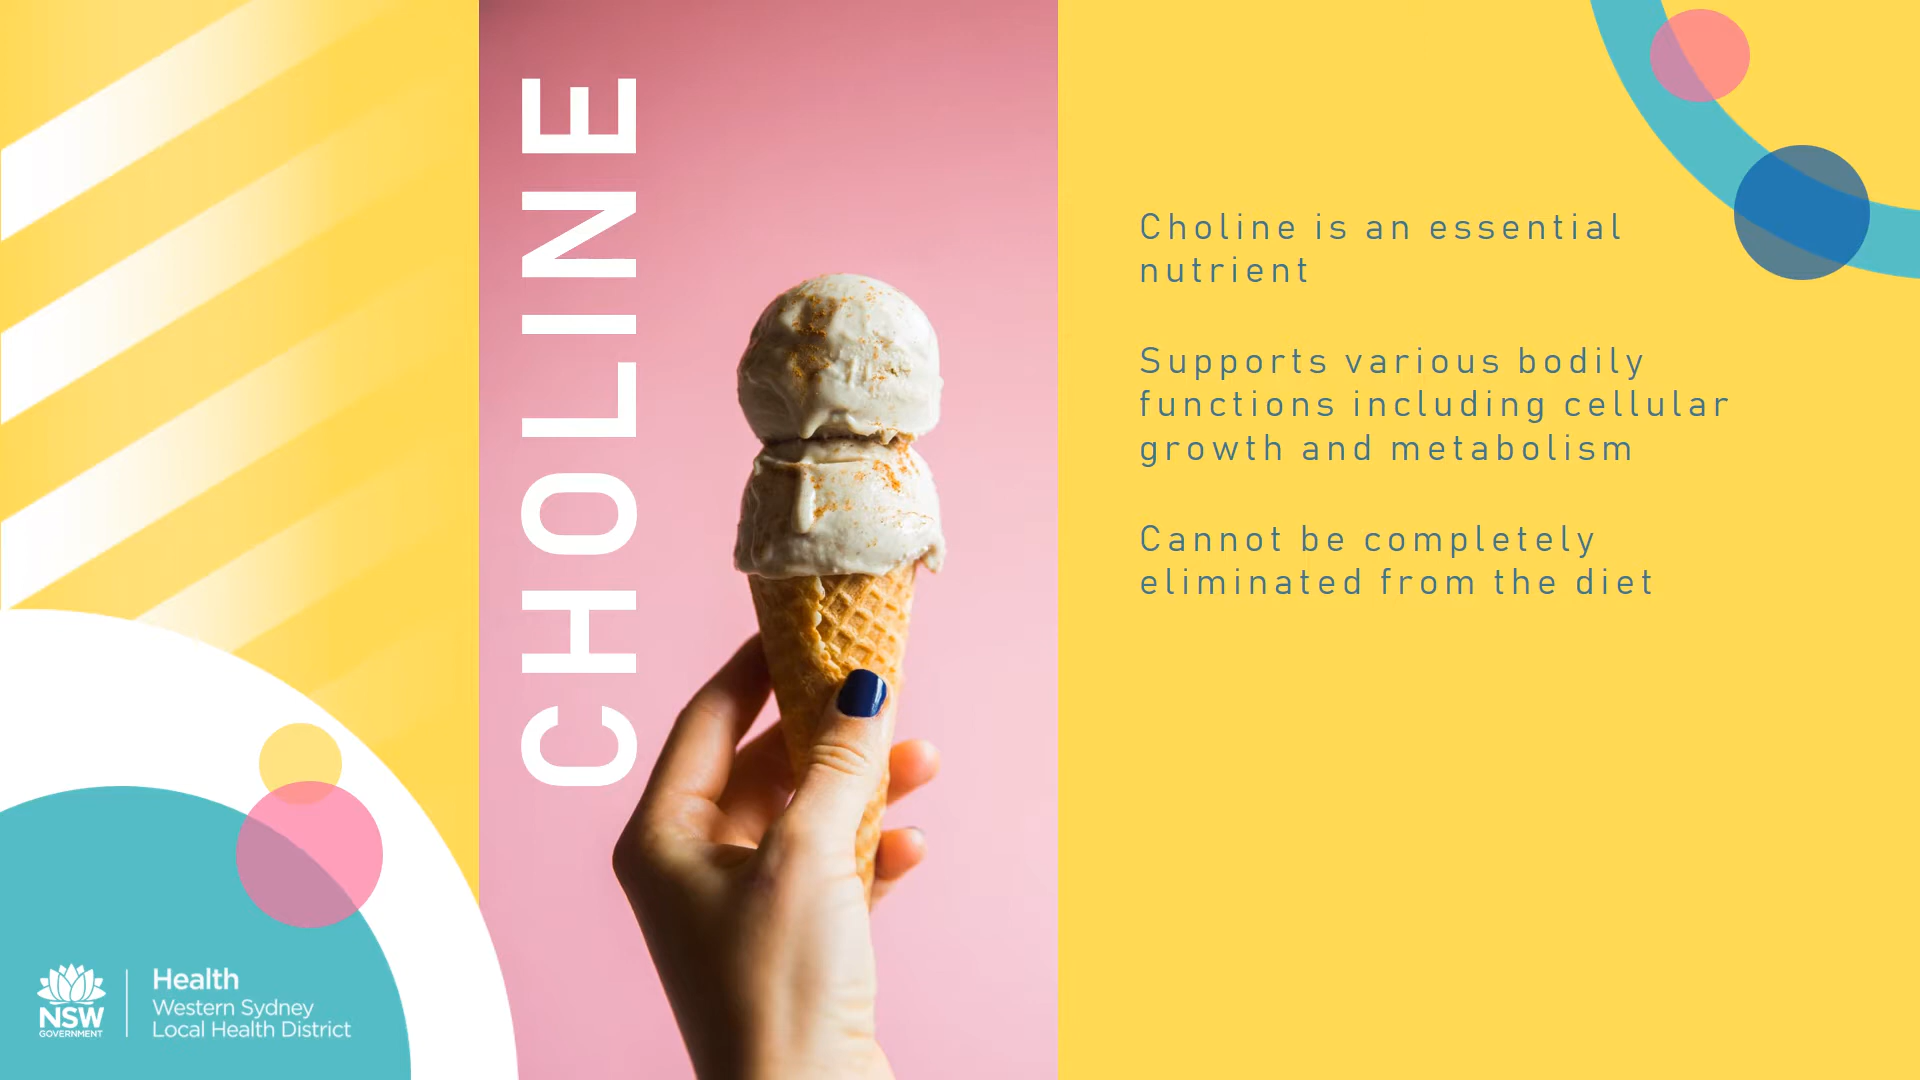 CHOLINE
Choline is an essential
nutrient
Supports various bodily
functions including cellular
growth and metabolism
Cannot be completely
eliminated from the diet
NSW
GOVERNMENT
Health
Western Sydney
Local Health District